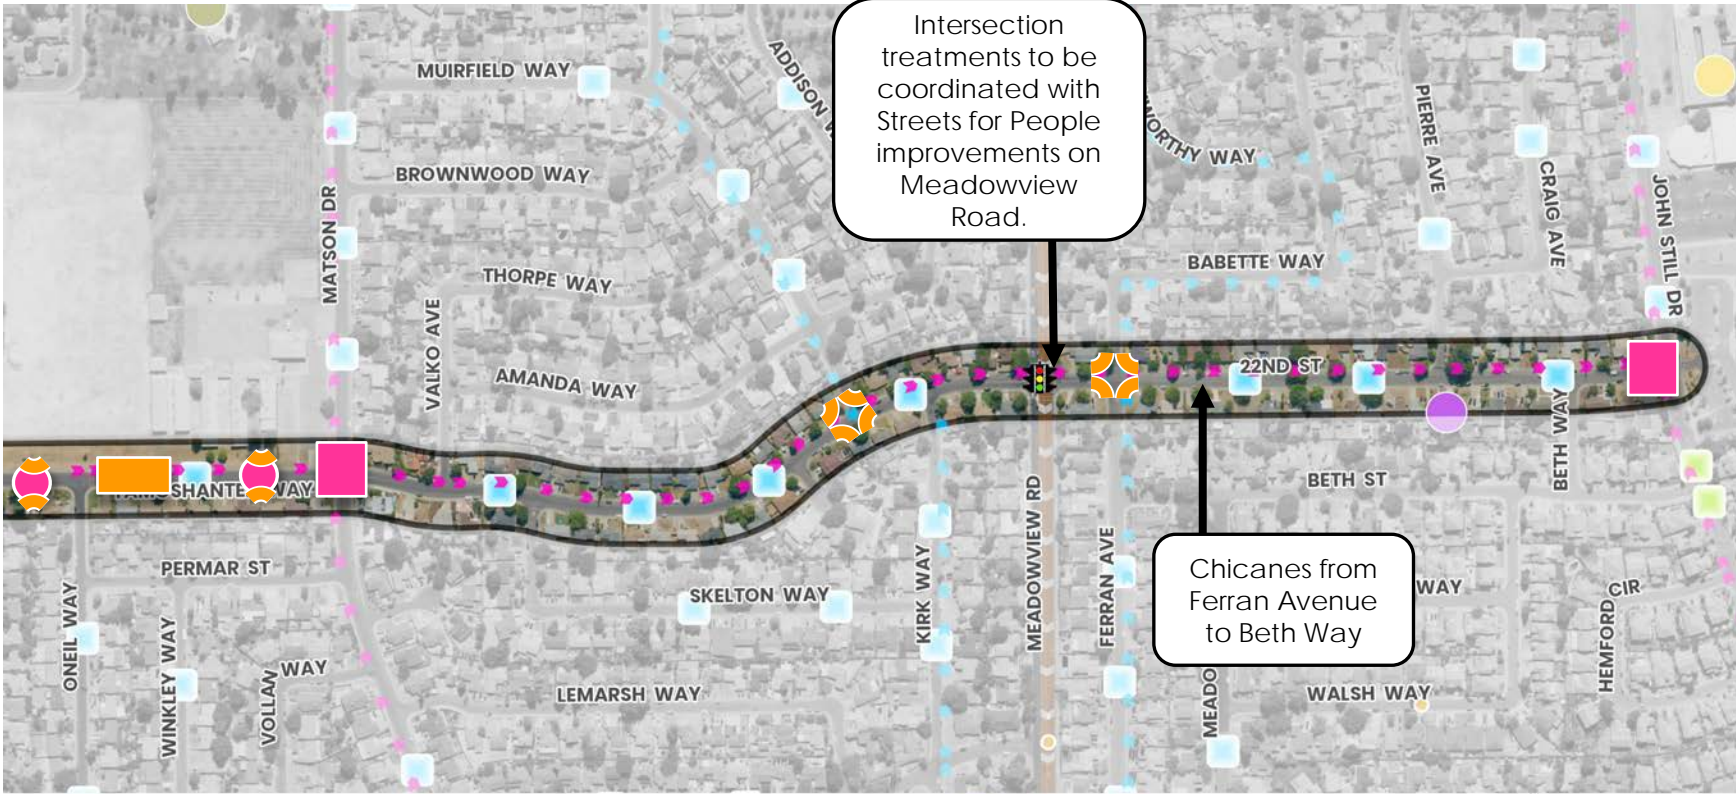 Intersection
treatments to be
coordinated with
Streets for People
improvements on
Meadowview
Road.
MUIRFIELD WAY
ADDISON
BROWNWOOD WAY
MATSON DR
THORPE WAY
VALKO AVE
AMANDA WAY
WORTHY WAY
PIERRE AVE
CRAIG AVE
JOHN STILL DR
BABETTE WAY
22ND ST
WAY
BETH WAY
BETH ST
PERMAR ST
ONEIL WAY
WINKLEY WAY
VOLLAN WAY
SKELTON WAY
LEMARSH WAY
KIRK WAY
MEADOWVIEW RD
FERRAN AVE
Chicanes from
Ferran Avenue
to Beth Way
WAY
MEADO
WALSH WAY
HEMFORD CIR